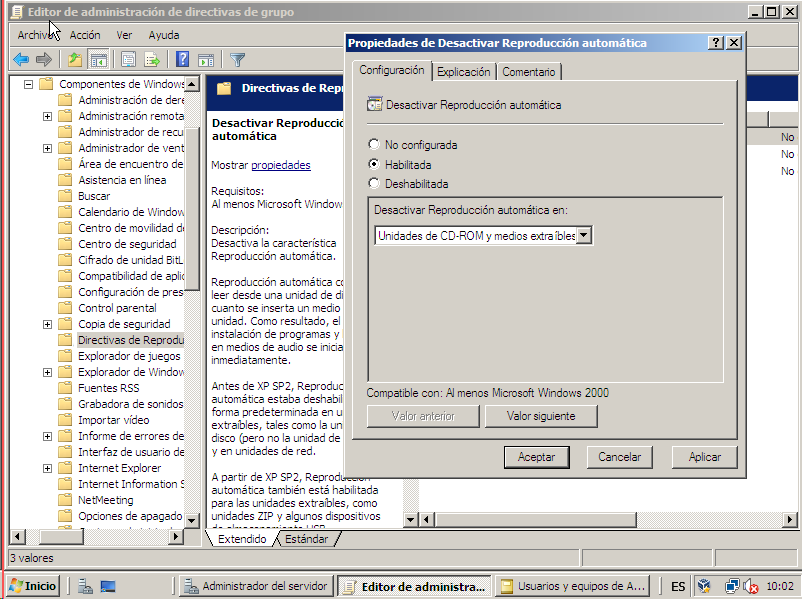 Editor de administración de directivas de grupo
Archivo Acción Ver Ayuda
Componentes de Windows
Administración de dere
Administración remota
Administrador de recu
Administrador de vent
Área de encuentro de
Asistencia en línea
Buscar
Calendario de Window
Centro de movilidad de
Centro de seguridad
Cifrado de unidad BitL
Compatibilidad de aplic
Configuración de pres
Control parental
Copia de seguridad
Directivas de Reprodu
Explorador de juegos
Explorador de Window
Fuentes RSS
Grabadora de sonidos
Importar vídeo
Informe de errores de
Interfaz de usuario de
Internet Explorer
Internet Information S
NetMeeting
Opciones de apagado
Directivas de Repr
Desactivar Reproducció
automática
Mostrar propiedades
Requisitos:
Al menos Microsoft Window
Descripción:
Desactiva la característica
Reproducción automática.
Reproducción automática co
leer desde una unidad de di
cuanto se inserta un medio
unidad. Como resultado, el
instalación de programas y
en medios de audio se inicia
inmediatamente.
Antes de XP SP2, Reproduc
automática estaba deshabil
forma predeterminada en u
extraíbles, tales como la un
disco (pero no la unidad de
y en unidades de red.
A partir de XP SP2, Reproducción
automática también está habilitada
para las unidades extraíbles, como
unidades ZIP y algunos dispositivos
de almacenamiento USB
Extendido Estándar
No
No
No
Propiedades de Desactivar Reproducción automática
Configuración Explicación Comentario
Desactivar Reproducción automática
No configurada
Habilitada
Deshabilitada
Desactivar Reproducción automática en:
Unidades de CD-ROM y medios extraíbles
Compatible con: Al menos Microsoft Windows 2000
Valor anterior Valor siguiente
Aceptar Cancelar Aplicar
3 valores
Inicio Administrador del servidor Editor de administra... Usuarios y equipos de A... ES 10:02